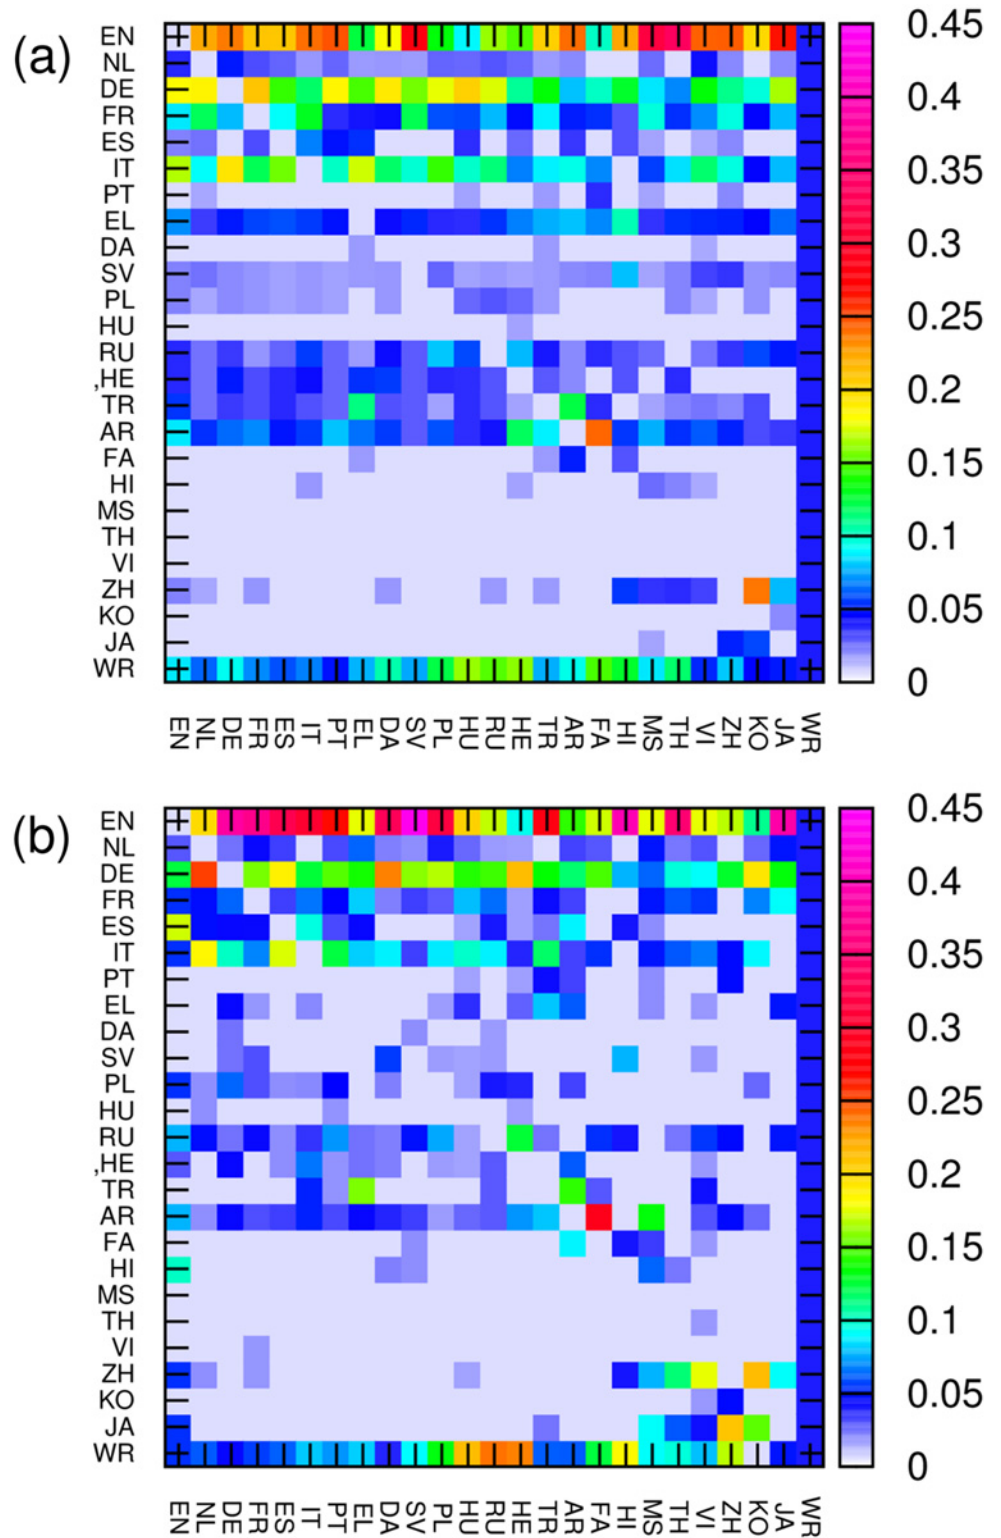 (a)
EN
NL
DE
FR
ES
IT
PT
EL
DA
SV
PL
HU
RU
,HE
TR
AR
FA
HI
MS
TH
VI
ZH
KO
JA
WR
0.45
0.4
0.35
0.3
0.25
0.2
0.15
0.1
0.05
0
EN NL DE FR ES IT PT EL DA SV PL HU RU HE TR AR FA HI MS TH VI ZH KO JA WR
(b)
EN
NL
DE
FR
ES
IT
PT
EL
DA
SV
PL
HU
RU
,HE
TR
AR
FA
HI
MS
TH
VI
ZH
KO
JA
WR
0.45
0.4
0.35
0.3
0.25
0.2
0.15
0.1
0.05
0
EN NL DE FR ES IT PT EL DA SV PL HU RU HE TR AR FA HI MS TH VI ZH KO JA WR